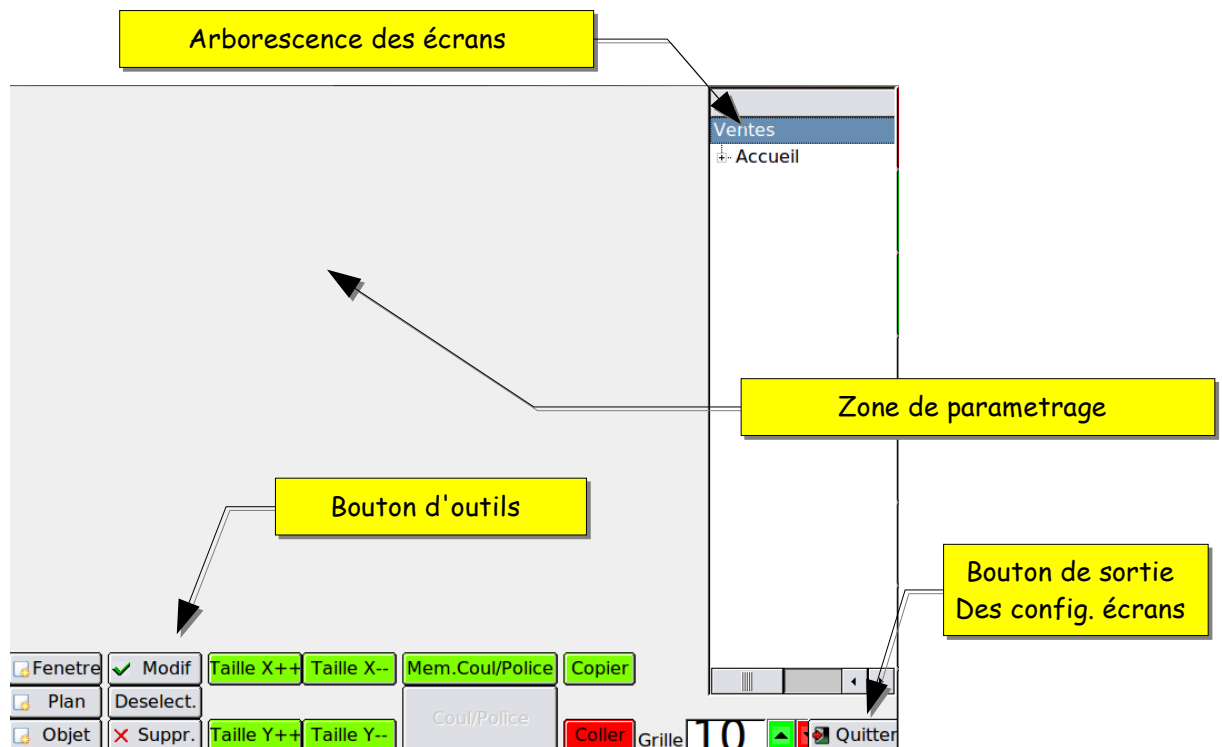 Arborescence des écrans
Ventes
Accueil
Zone de parametrage
Bouton d'outils
Bouton de sortie
Des config. écrans
Fenetre Modif Taille X++ Taille X-- Mem.Coul/Police Copier
Plan Deselect. Coul/Police
Objet Suppr. Taille Y++ Taille Y-- Coller Grille 10 Quitter